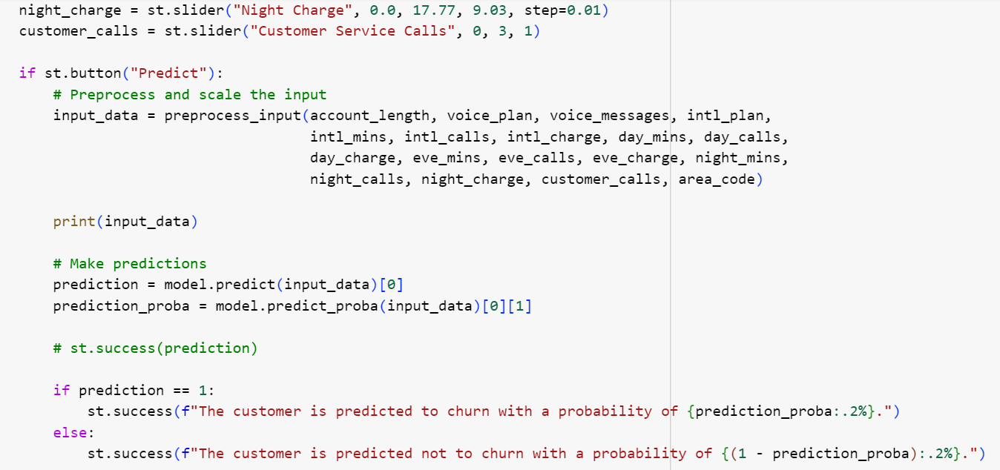 night_charge = st.slider("Night Charge", 0.0, 17.77, 9.03, step=0.01)
customer_calls = st.slider("Customer Service Calls", 0, 3, 1)
if st.button("Predict"):
# Preprocess and scale the input
input_data = preprocess_input(account_length, voice_plan, voice_messages, intl_plan,
intl_mins, intl_calls, intl_charge, day_mins, day_calls,
day_charge, eve_mins, eve_calls, eve_charge, night_mins,
night_calls, night_charge, customer_calls, area_code)
print(input_data)
# Make predictions
prediction = model.predict(input_data)[0]
prediction_proba = model.predict_proba(input_data)[0][1]
# st.success(prediction)
if prediction == 1:
st.success(f"The customer is predicted to churn with a probability of {prediction_proba:.2%}.")
else:
st.success(f"The customer is predicted not to churn with a probability of {(1 - prediction_proba):.2%}.")